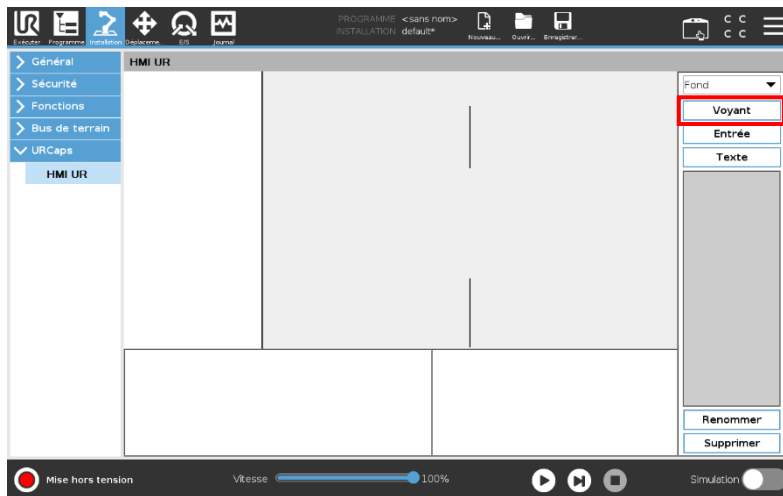 PROGRAMME <sans nom>
INSTALLATION default*
Exécuter Programme Installation Déplaceme... E/S Journal
Nouveau... Ouvrir... Enregistrer...
C C
C C
Général
HMI UR
Sécurité
Fonctions
Bus de terrain
URCaps
HMI UR
Fond
Voyant
Entrée
Texte
Renommer
Supprimer
Mise hors tension
Vitesse
100%
Simulation